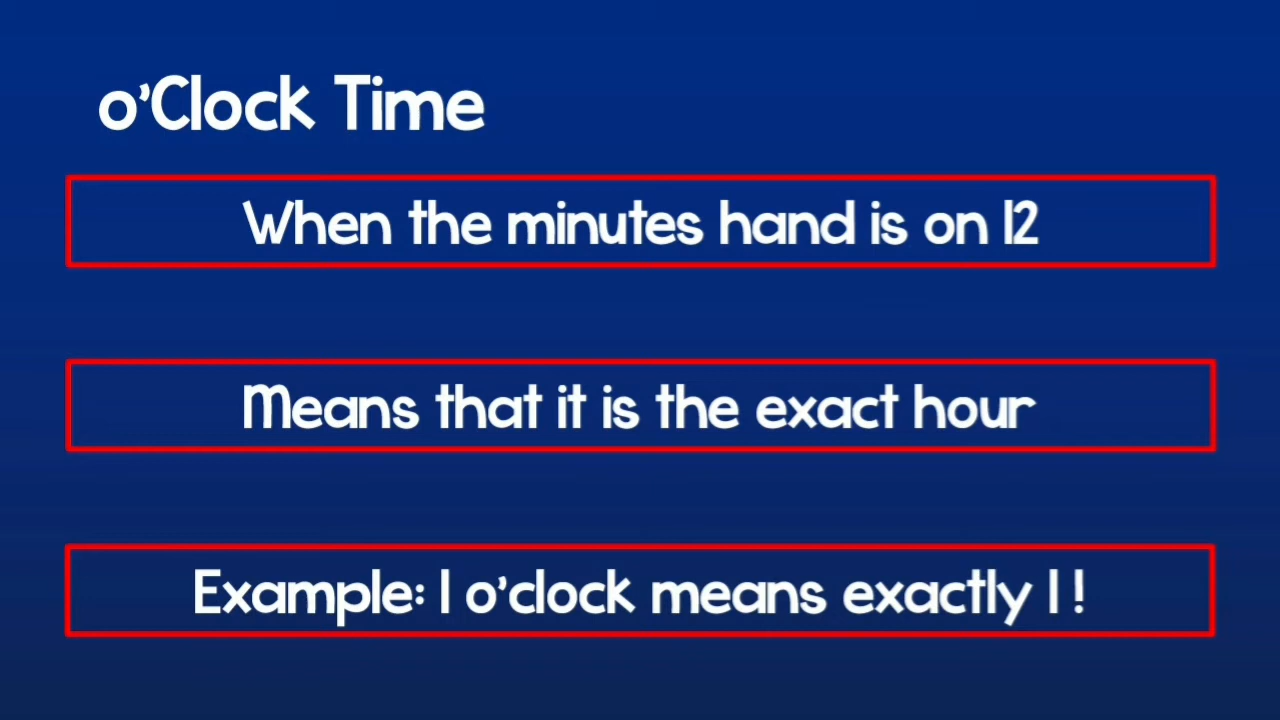 o'Clock Time
When the minutes hand is on 12
Means that it is the exact hour
Example: 1 o'clock means exactly 1 !